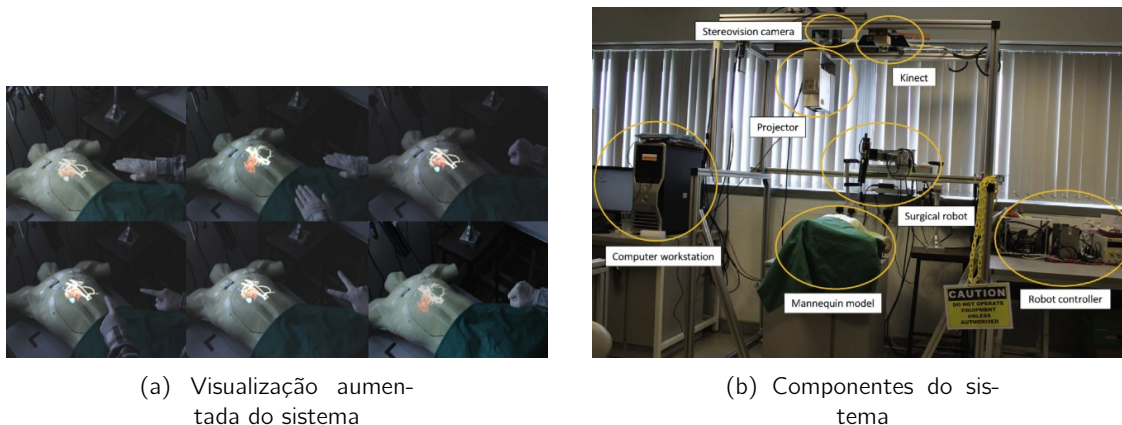 Stereovision camera
Kinect
Projector
Surgical robot
Computer workstation
Mannequin model
Robot controller
CAUTION
DO NOT OPERATE
EQUIPMENT
UNLESS
AUTHORISED
(a) Visualização aumen-
tada do sistema
(b) Componentes do sis-
tema